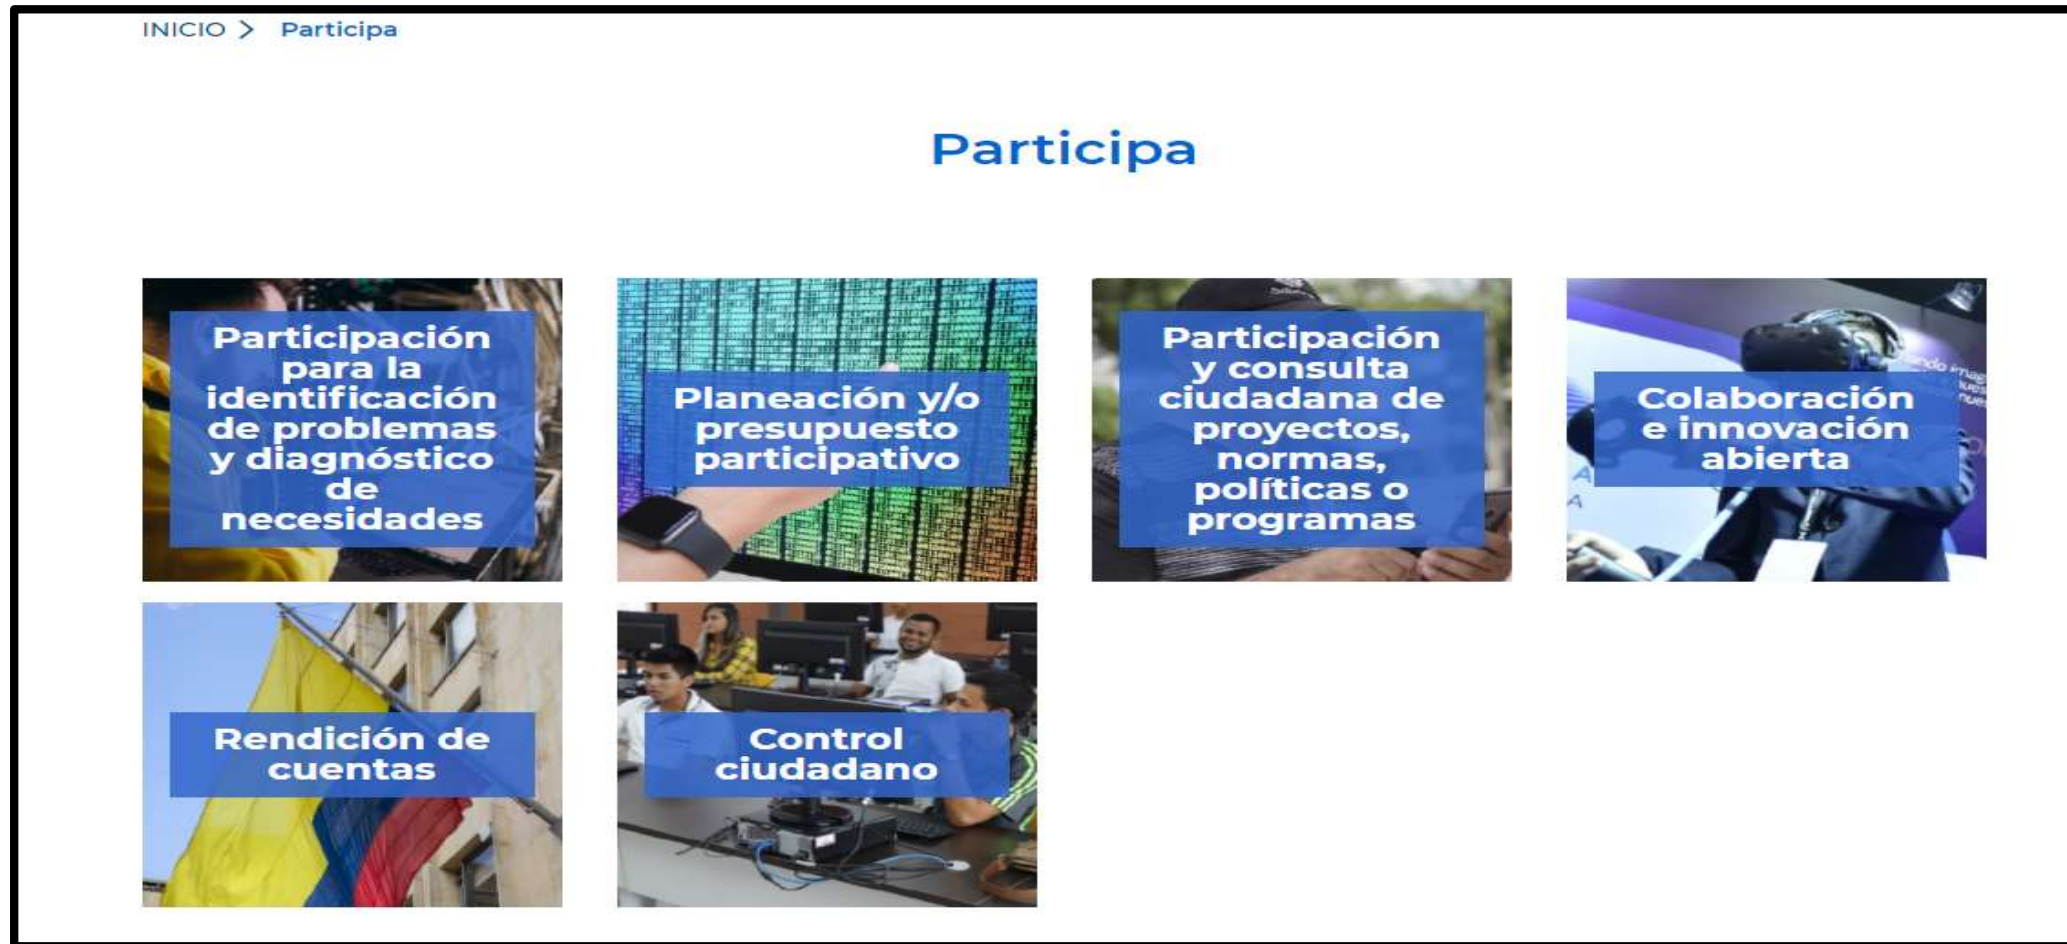 INICIO > Participa
Participa
Participación
para la
identificación
de problemas
y diagnóstico
de
necesidades
Planeación y/o
presupuesto
participativo
Participación
y consulta
ciudadana de
proyectos,
normas,
políticas o
programas
Colaboración
e innovación
abierta
Rendición de
cuentas
Control
ciudadano